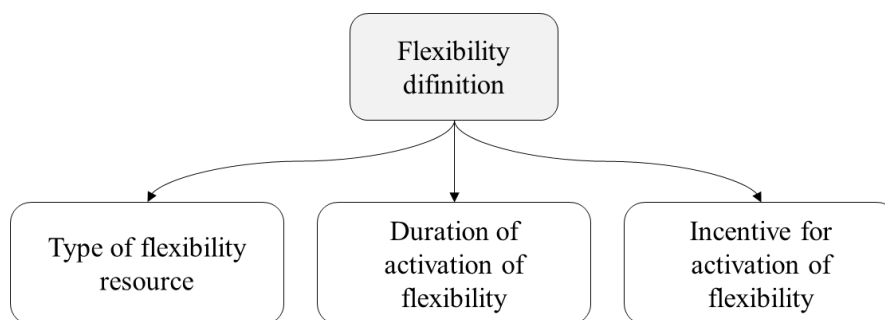 Flexibility
difinition
Type of flexibility
resource
Duration of
activation of
flexibility
Incentive for
activation of
flexibility